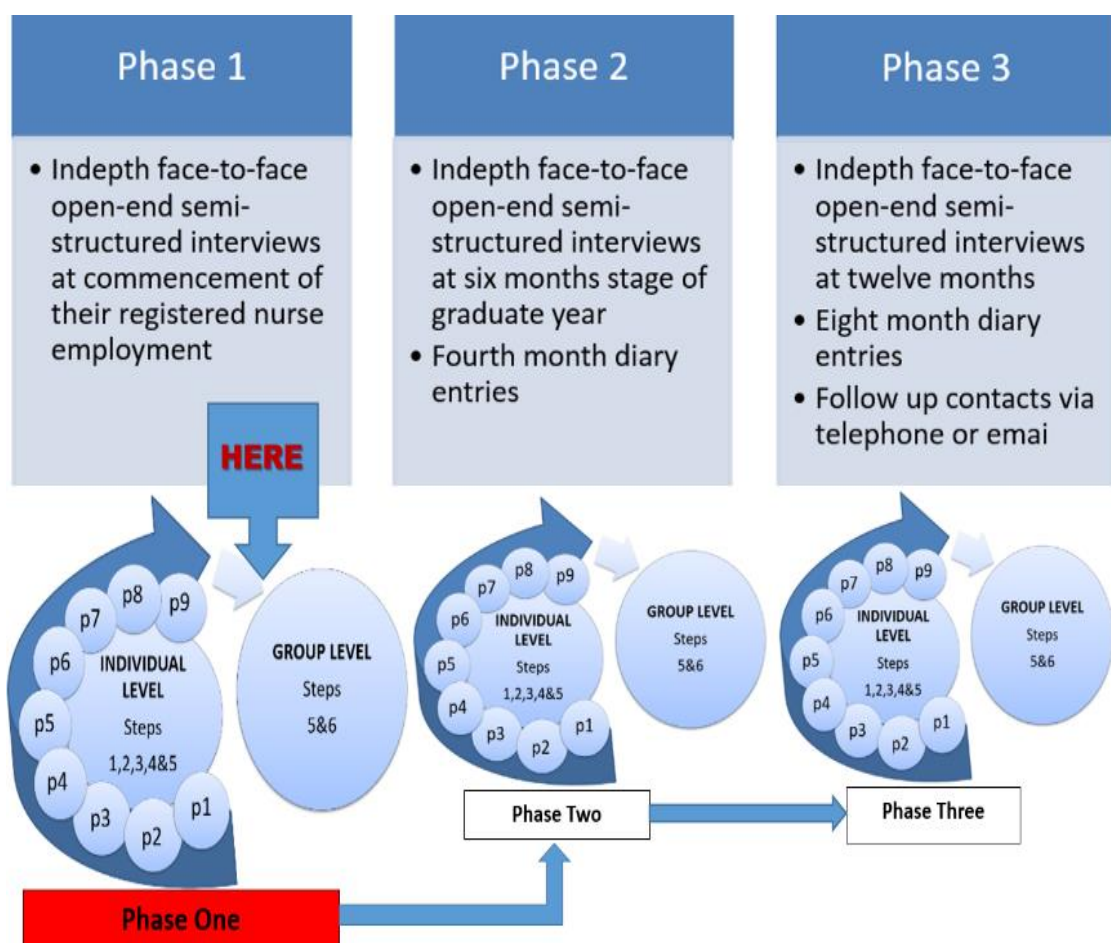 Phase 1
• Indepth face-to-face
open-end semi-
structured interviews
at commencement of
their registered nurse
employment
Phase 2
• Indepth face-to-face
open-end semi-
structured interviews
at six months stage of
graduate year
• Fourth month diary
entries
Phase 3
• Indepth face-to-face
open-end semi-
structured interviews
at twelve months
• Eight month diary
entries
• Follow up contacts via
telephone or emai
HERE
p9
p8
p7
p6
p5
p4
p3
p2
p1
INDIVIDUAL
LEVEL
Steps
1,2,3,4&5
GROUP LEVEL
Steps
5&6
Phase One
p9
p8
p7
p6
p5
p4
p3
p2
p1
INDIVIDUAL
LEVEL
Steps
1,2,3,4&5
GROUP LEVEL
Steps
5&6
Phase Two
p9
p8
p7
p6
p5
p4
p3
p2
p1
INDIVIDUAL
LEVEL
Steps
1,2,3,4&5
GROUP LEVEL
Steps
5&6
Phase Three